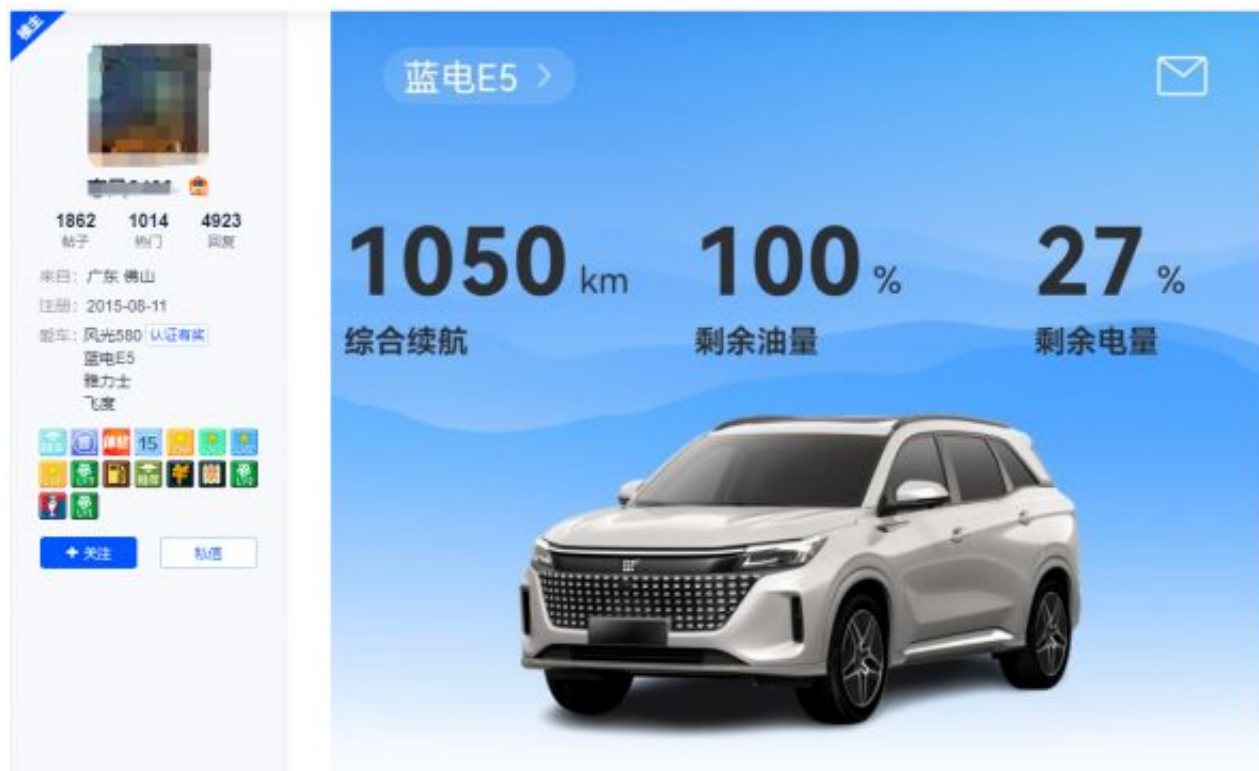 楼主
1862 1014 4923
帖子 热门 回复
来自：广东 佛山
注册：2015-08-11
爱车：风光580 认证有奖
蓝电E5
雅力士
飞度
15
+ 关注 私信
蓝电E5 >
1050 km 100 % 27 %
综合续航 剩余油量 剩余电量